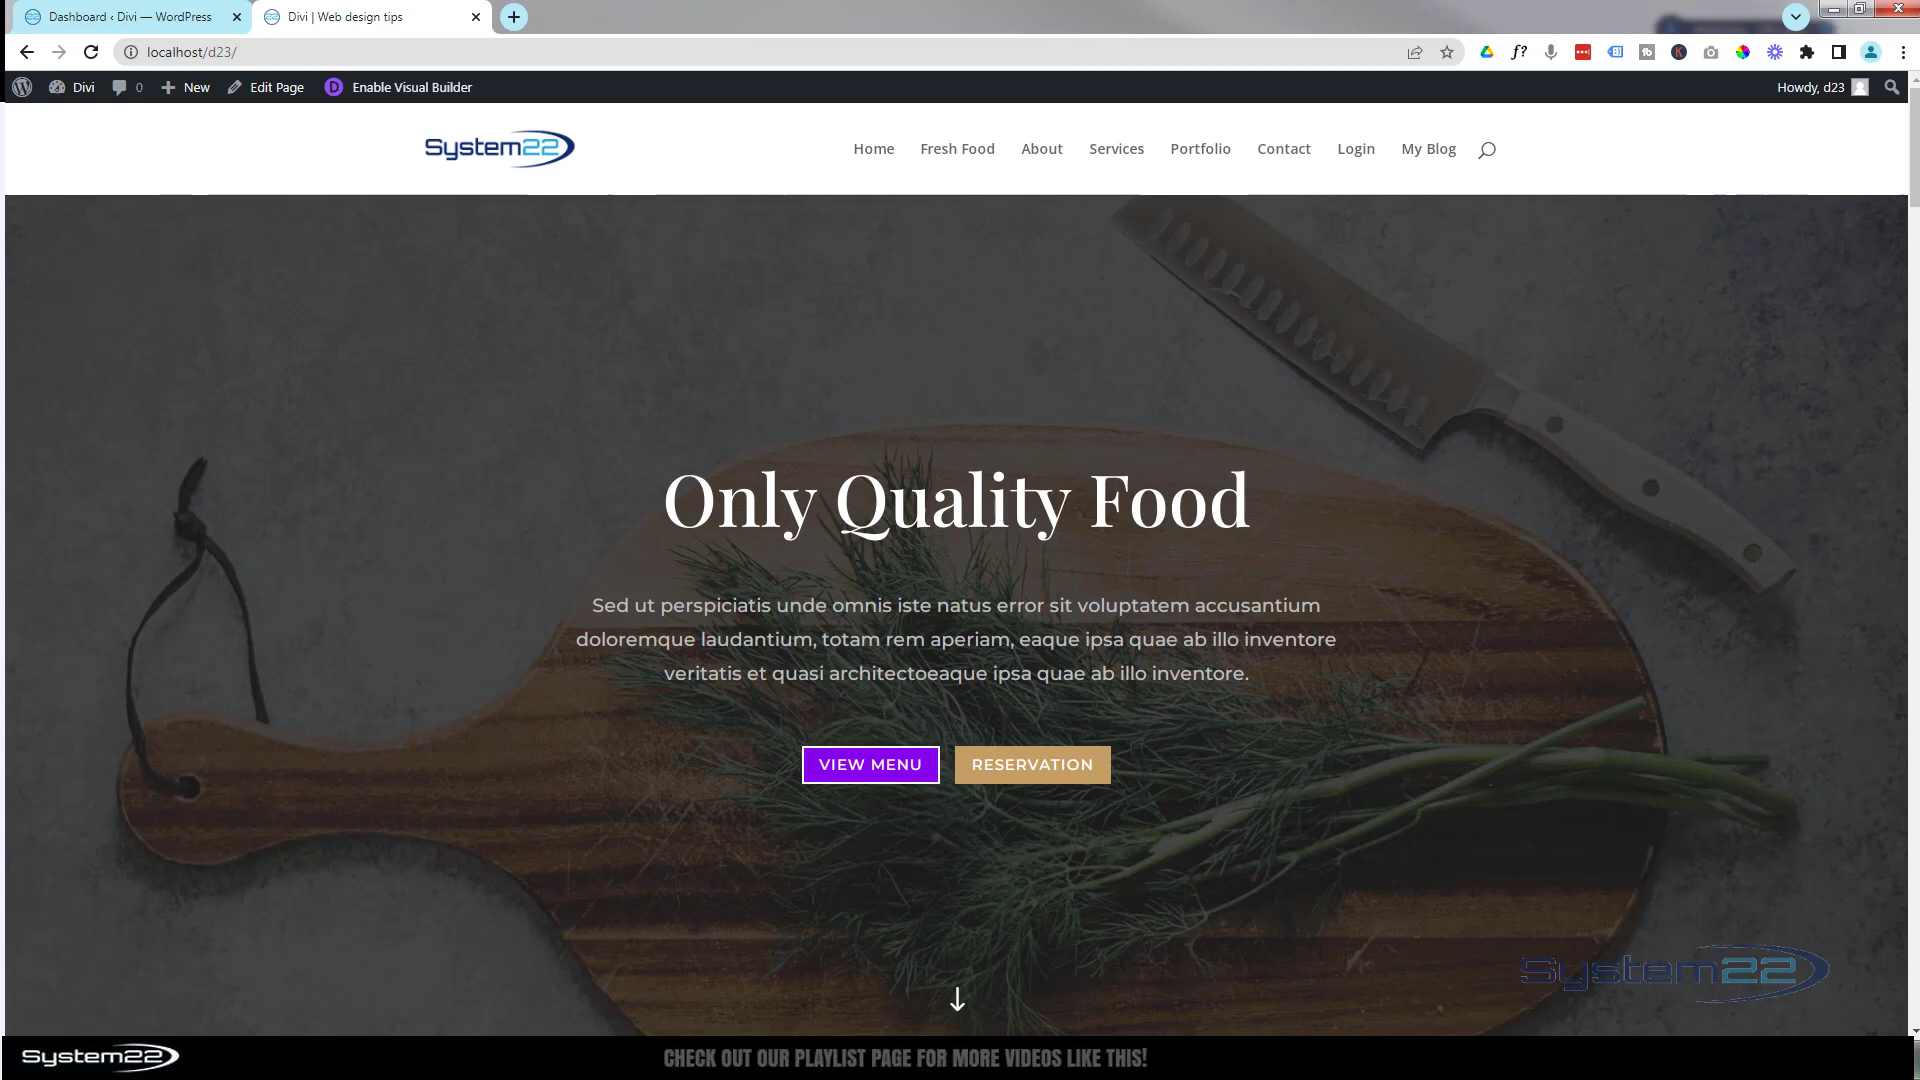 Dashboard ‹ Divi — WordPress
Divi | Web design tips
localhost/d23/
Divi
0
New
Edit Page
Enable Visual Builder
Howdy, d23
System22
Home
Fresh Food
About
Services
Portfolio
Contact
Login
My Blog
Only Quality Food
Sed ut perspiciatis unde omnis iste natus error sit voluptatem accusantium
doloremque laudantium, totam rem aperiam, eaque ipsa quae ab illo inventore
veritatis et quasi architectoeaque ipsa quae ab illo inventore.
VIEW MENU
RESERVATION
System22
System22
CHECK OUT OUR PLAYLIST PAGE FOR MORE VIDEOS LIKE THIS!